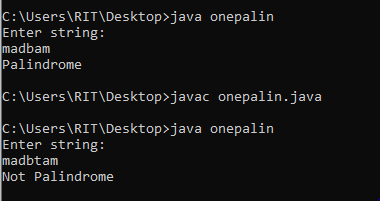 C:\Users\RIT\Desktop>java onepalin
Enter string:
madbam
Palindrome
C:\Users\RIT\Desktop>javac onepalin.java
C:\Users\RIT\Desktop>java onepalin
Enter string:
madbtam
Not Palindrome